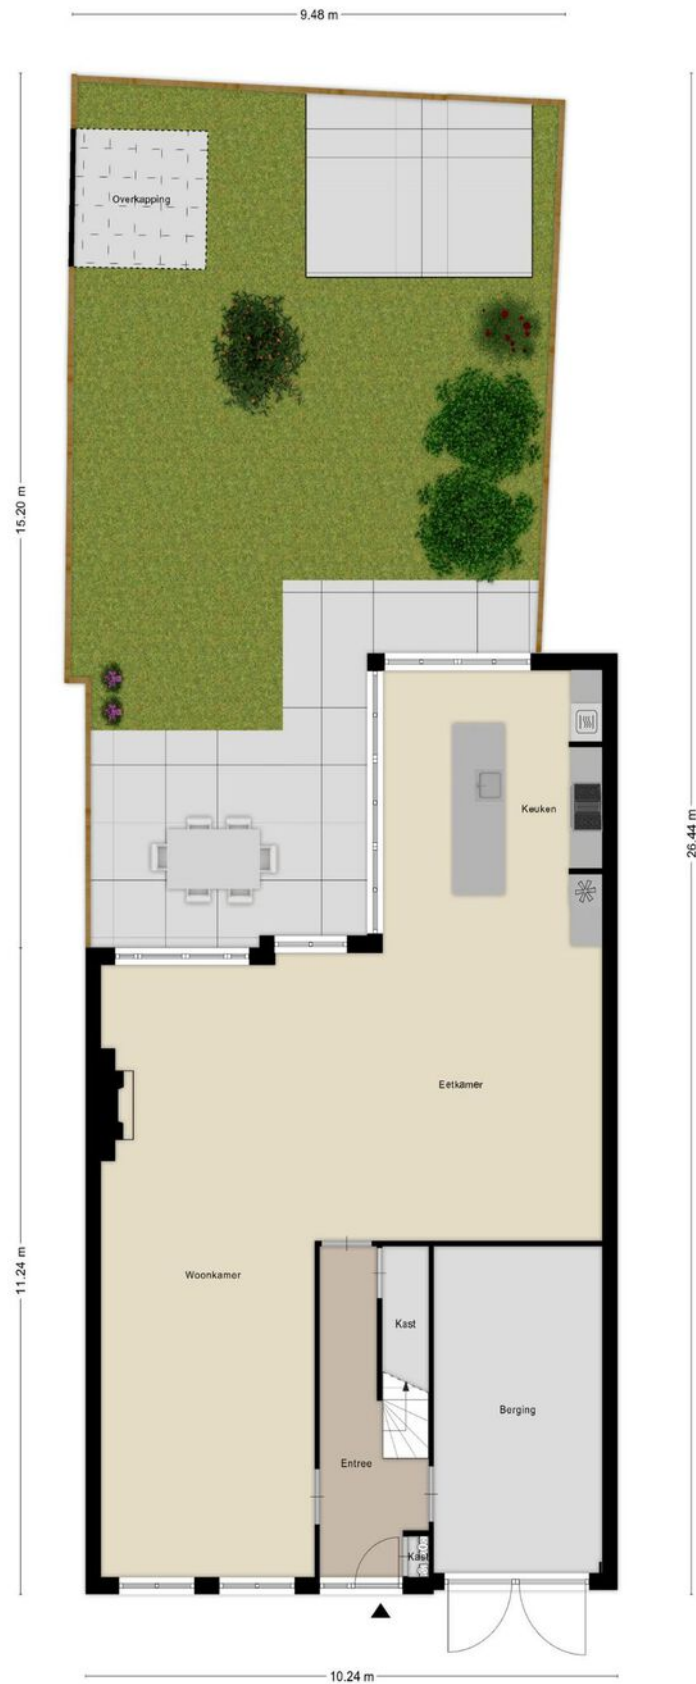 9.48 m
Overkapping
15.20 m
Keuken
26.44 m
Eetkamer
11.24 m
Woonkamer
Kast
Berging
Entree
Kast
10.24 m